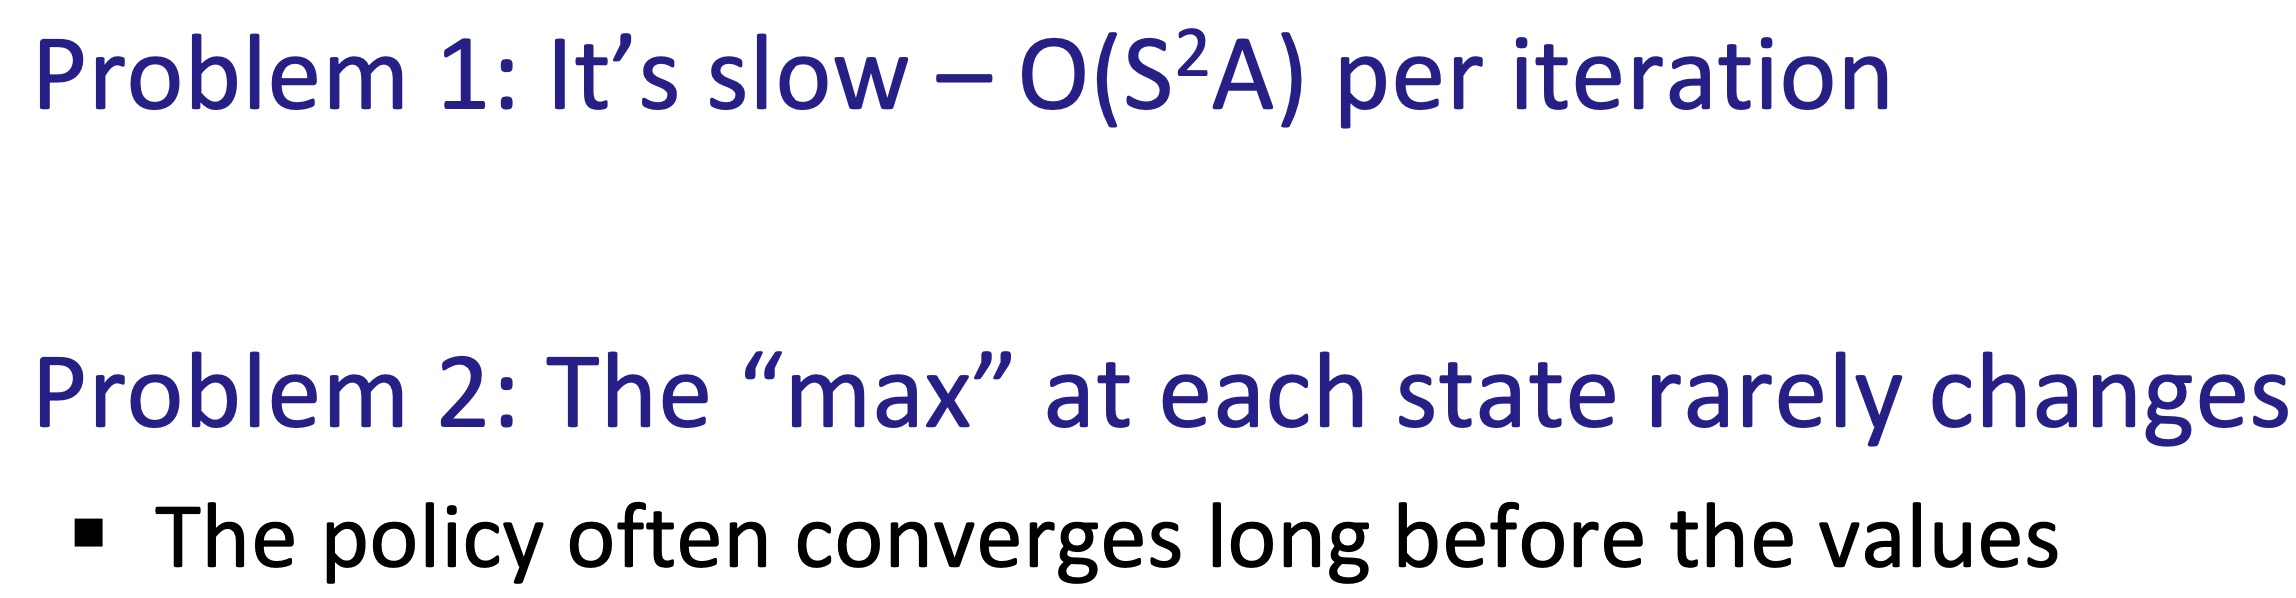 Problem 1: It’s slow – O(S²A) per iteration
Problem 2: The “max” at each state rarely changes
▪ The policy often converges long before the values